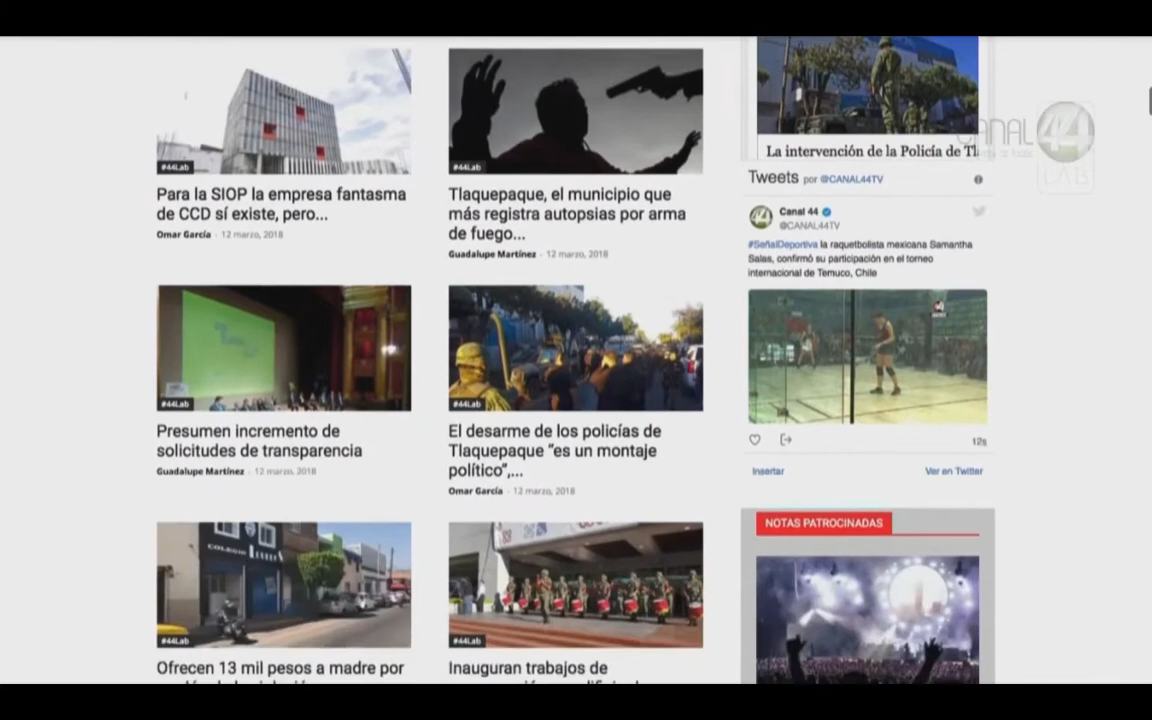 #44Lab
Para la SIOP la empresa fantasma
de CCD sí existe, pero...
Omar García - 12 marzo, 2018
#44Lab
Tlaquepaque, el municipio que
más registra autopsias por arma
de fuego...
Guadalupe Martínez - 12 marzo, 2018
#44Lab
Presumen incremento de
solicitudes de transparencia
Guadalupe Martínez - 12 marzo, 2018
#44Lab
El desarme de los policías de
Tlaquepaque “es un montaje
político”,...
Omar García - 12 marzo, 2018
COLEGIO
#44Lab
Ofrecen 13 mil pesos a madre por
#44Lab
Inauguran trabajos de
La intervención de la Policía de Tl
CANAL 44
LAB
Tweets por @CANAL44TV
Canal 44
@CANAL44TV
#SeñalDeportiva la raquetbolista mexicana Samantha
Salas, confirmó su participación en el torneo
internacional de Temuco, Chile
12s
Insertar
Ver en Twitter
NOTAS PATROCINADAS